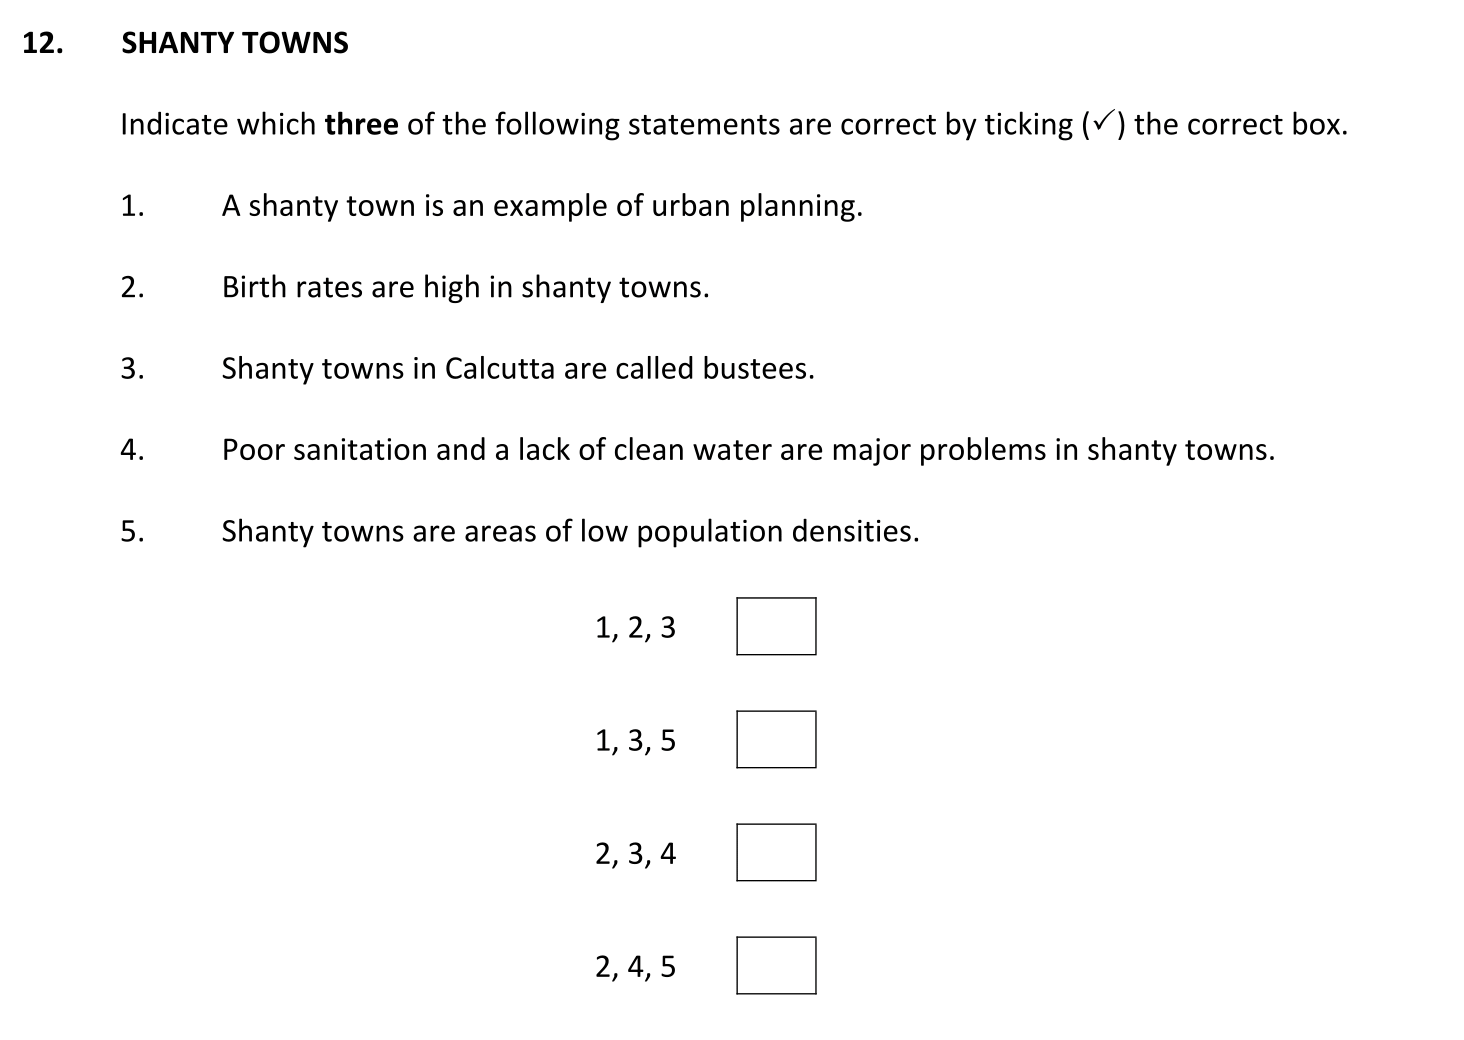 12. SHANTY TOWNS
Indicate which three of the following statements are correct by ticking (✓) the correct box.
1. A shanty town is an example of urban planning.
2. Birth rates are high in shanty towns.
3. Shanty towns in Calcutta are called bustees.
4. Poor sanitation and a lack of clean water are major problems in shanty towns.
5. Shanty towns are areas of low population densities.
1, 2, 3
1, 3, 5
2, 3, 4
2, 4, 5